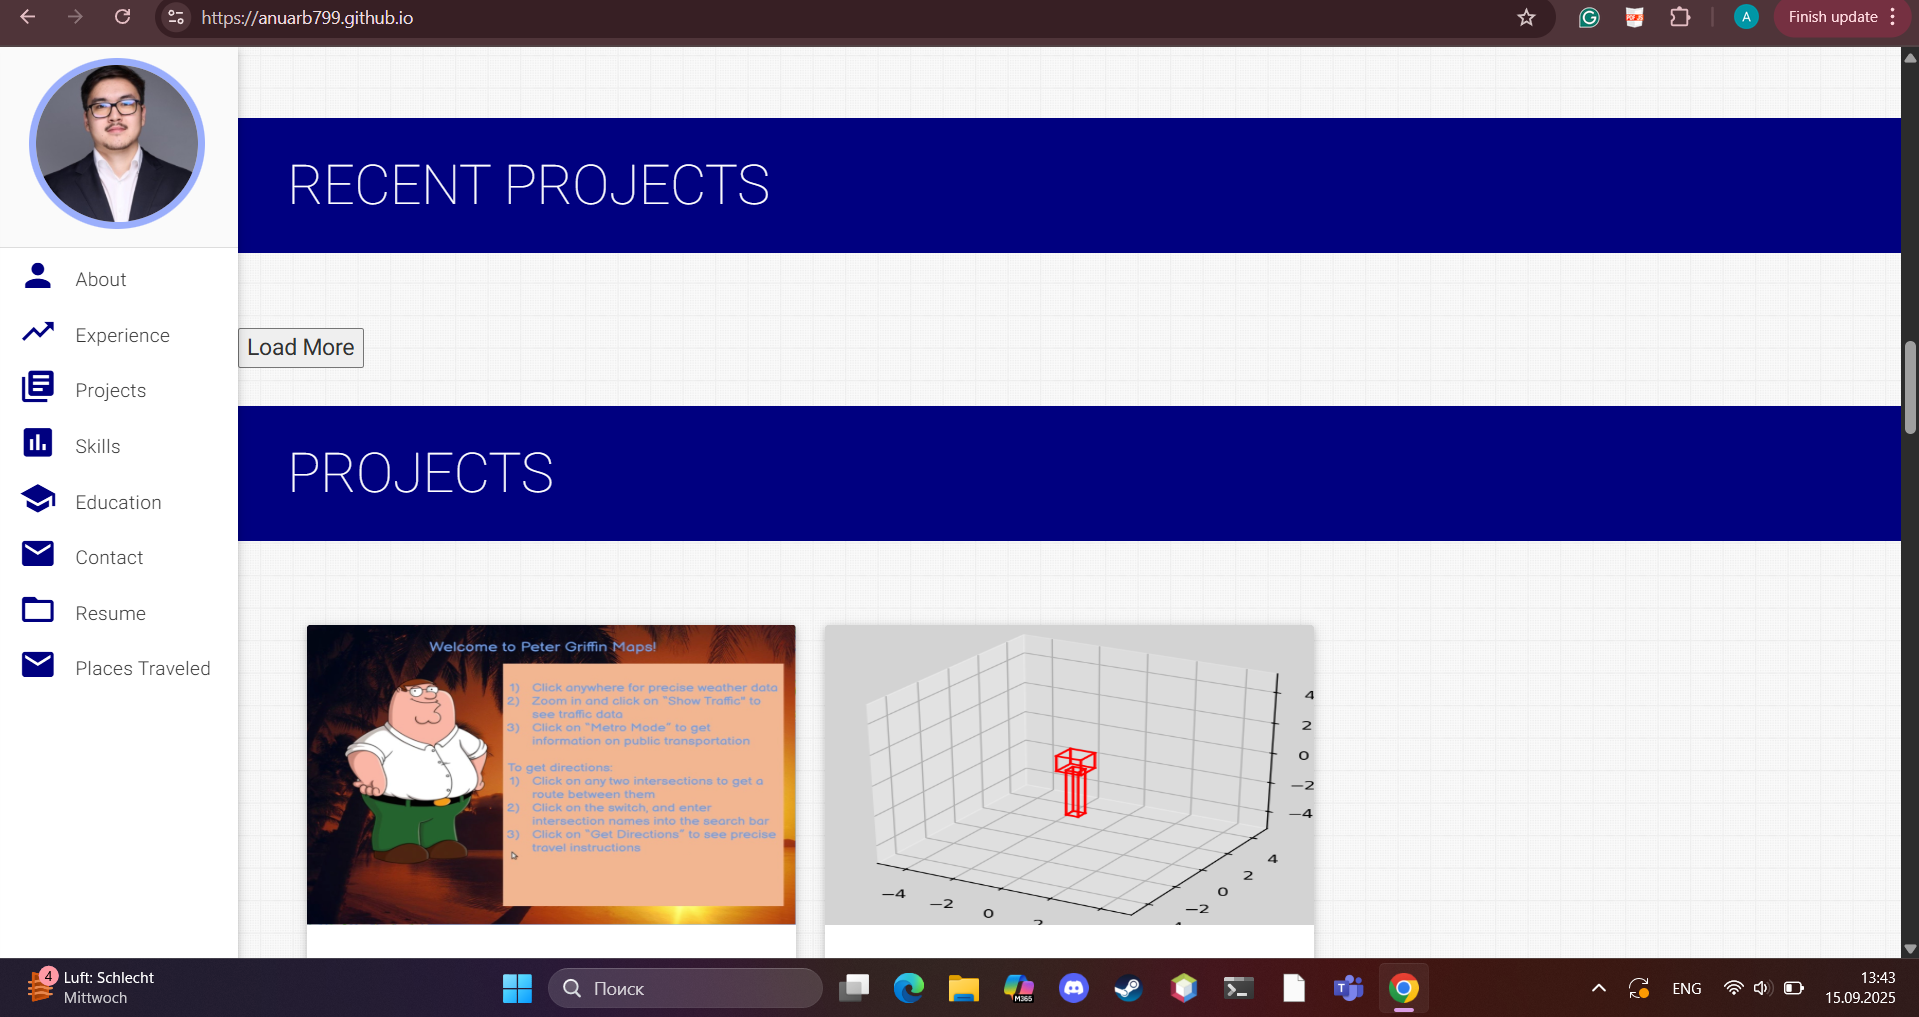 https://anuarb799.github.io
A
Finish update
About
Experience
Projects
Skills
Education
Contact
Resume
Places Traveled
RECENT PROJECTS
Load More
PROJECTS
Welcome to Peter Griffin Maps!
1) Click anywhere for precise weather data
2) Zoom in and click on "Show Traffic" to
see traffic data
3) Click on "Metro Mode" to get
information on public transportation
To get directions:
1) Click on any two intersections to get a
route between them
2) Click on the switch, and enter
intersection names into the search bar
3) Click on "Get Directions" to see precise
travel instructions
4
2
0
−2
−4
4
2
0
−2
−4
−2
0
4
Luft: Schlecht
Mittwoch
Поиск
M365
ENG
13:43
15.09.2025